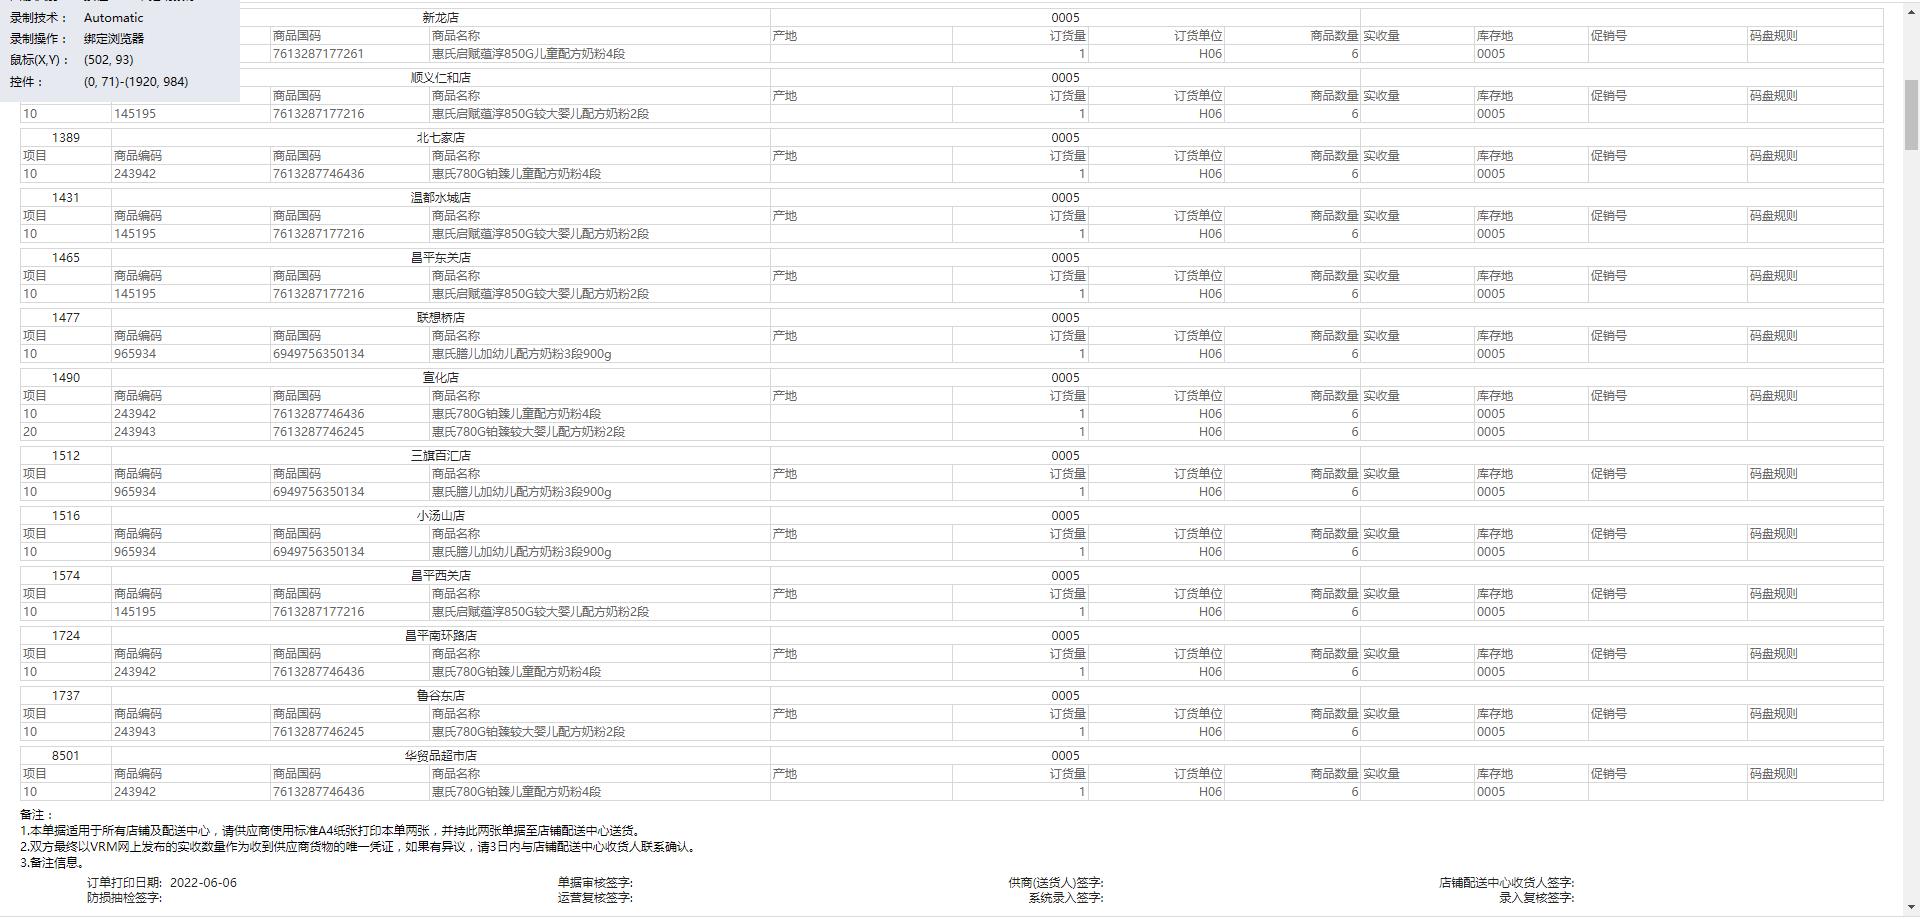 录制技术： Automatic
录制操作： 绑定浏览器
鼠标(X,Y)： (502, 93)
控件： (0, 71)-(1920, 984)
新龙店 0005
商品国码 商品名称 产地 订货量 订货单位 商品数量 实收量 库存地 促销号 码盘规则
7613287177261 惠氏启赋蕴淳850G儿童配方奶粉4段 1 H06 6 0005
顺义仁和店 0005
商品国码 商品名称 产地 订货量 订货单位 商品数量 实收量 库存地 促销号 码盘规则
10 145195 7613287177216 惠氏启赋蕴淳850G较大婴儿配方奶粉2段 1 H06 6 0005
1389 北七家店 0005
项目 商品编码 商品国码 商品名称 产地 订货量 订货单位 商品数量 实收量 库存地 促销号 码盘规则
10 243942 7613287746436 惠氏780G铂臻儿童配方奶粉4段 1 H06 6 0005
1431 温都水城店 0005
项目 商品编码 商品国码 商品名称 产地 订货量 订货单位 商品数量 实收量 库存地 促销号 码盘规则
10 145195 7613287177216 惠氏启赋蕴淳850G较大婴儿配方奶粉2段 1 H06 6 0005
1465 昌平东关店 0005
项目 商品编码 商品国码 商品名称 产地 订货量 订货单位 商品数量 实收量 库存地 促销号 码盘规则
10 145195 7613287177216 惠氏启赋蕴淳850G较大婴儿配方奶粉2段 1 H06 6 0005
1477 联想桥店 0005
项目 商品编码 商品国码 商品名称 产地 订货量 订货单位 商品数量 实收量 库存地 促销号 码盘规则
10 965934 6949756350134 惠氏膳儿加幼儿配方奶粉3段900g 1 H06 6 0005
1490 宣化店 0005
项目 商品编码 商品国码 商品名称 产地 订货量 订货单位 商品数量 实收量 库存地 促销号 码盘规则
10 243942 7613287746436 惠氏780G铂臻儿童配方奶粉4段 1 H06 6 0005
20 243943 7613287746245 惠氏780G铂臻较大婴儿配方奶粉2段 1 H06 6 0005
1512 三旗百汇店 0005
项目 商品编码 商品国码 商品名称 产地 订货量 订货单位 商品数量 实收量 库存地 促销号 码盘规则
10 965934 6949756350134 惠氏膳儿加幼儿配方奶粉3段900g 1 H06 6 0005
1516 小汤山店 0005
项目 商品编码 商品国码 商品名称 产地 订货量 订货单位 商品数量 实收量 库存地 促销号 码盘规则
10 965934 6949756350134 惠氏膳儿加幼儿配方奶粉3段900g 1 H06 6 0005
1574 昌平西关店 0005
项目 商品编码 商品国码 商品名称 产地 订货量 订货单位 商品数量 实收量 库存地 促销号 码盘规则
10 145195 7613287177216 惠氏启赋蕴淳850G较大婴儿配方奶粉2段 1 H06 6 0005
1724 昌平南环路店 0005
项目 商品编码 商品国码 商品名称 产地 订货量 订货单位 商品数量 实收量 库存地 促销号 码盘规则
10 243942 7613287746436 惠氏780G铂臻儿童配方奶粉4段 1 H06 6 0005
1737 鲁谷东店 0005
项目 商品编码 商品国码 商品名称 产地 订货量 订货单位 商品数量 实收量 库存地 促销号 码盘规则
10 243943 7613287746245 惠氏780G铂臻较大婴儿配方奶粉2段 1 H06 6 0005
8501 华贸品超市店 0005
项目 商品编码 商品国码 商品名称 产地 订货量 订货单位 商品数量 实收量 库存地 促销号 码盘规则
10 243942 7613287746436 惠氏780G铂臻儿童配方奶粉4段 1 H06 6 0005
备注：
1.本单据适用于所有店铺及配送中心，请供应商使用标准A4纸张打印本单两张，并持此两张单据至店铺配送中心送货。
2.双方最终以VRM网上发布的实收数量作为收到供应商货物的唯一凭证，如果有异议，请3日内与店铺配送中心收货人联系确认。
3.备注信息。
订单打印日期: 2022-06-06 单据审核签字: 供商(送货人)签字: 店铺配送中心收货人签字:
防损抽检签字: 运营复核签字: 系统录入签字: 录入复核签字: